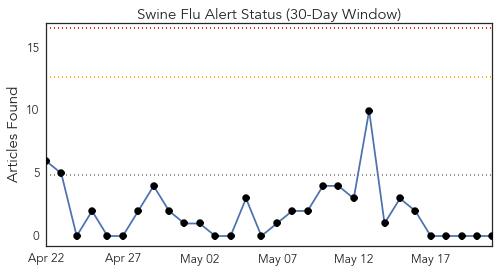 Swine Flu Alert Status (30-Day Window)
Articles Found
15
10
5
0
Apr 22 Apr 27 May 02 May 07 May 12 May 17